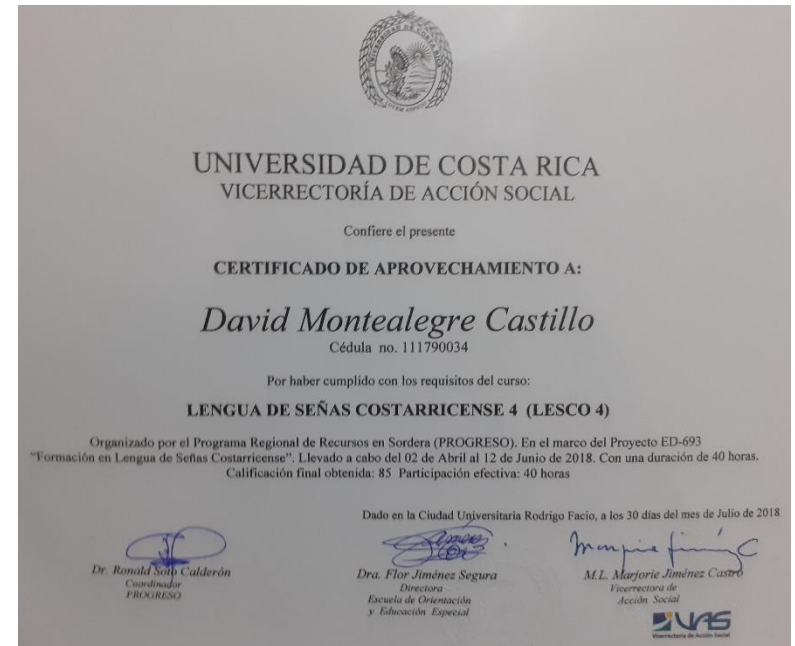 UNIVERSIDAD DE COSTA RICA
VICERRECTORÍA DE ACCIÓN SOCIAL
Confiere el presente
CERTIFICADO DE APROVECHAMIENTO A:
David Montealegre Castillo
Cédula no. 111790034
Por haber cumplido con los requisitos del curso:
LENGUA DE SEÑAS COSTARRICENSE 4 (LESCO 4)
Organizado por el Programa Regional de Recursos en Sordera (PROGRESO). En el marco del Proyecto ED-693
"Formación en Lengua de Señas Costarricense". Llevado a cabo del 02 de Abril al 12 de Junio de 2018. Con una duración de 40 horas.
Calificación final obtenida: 85 Participación efectiva: 40 horas
Dado en la Ciudad Universitaria Rodrigo Facio, a los 30 días del mes de Julio de 2018
Dr. Ronald Soto Calderón
Coordinador
PROGRESO
Dra. Flor Jiménez Segura
Directora
Escuela de Orientación
y Educación Especial
M.L. Marjorie Jiménez Castro
Vicerrectora de
Acción Social
VAS
Vicerrectoría de Acción Social